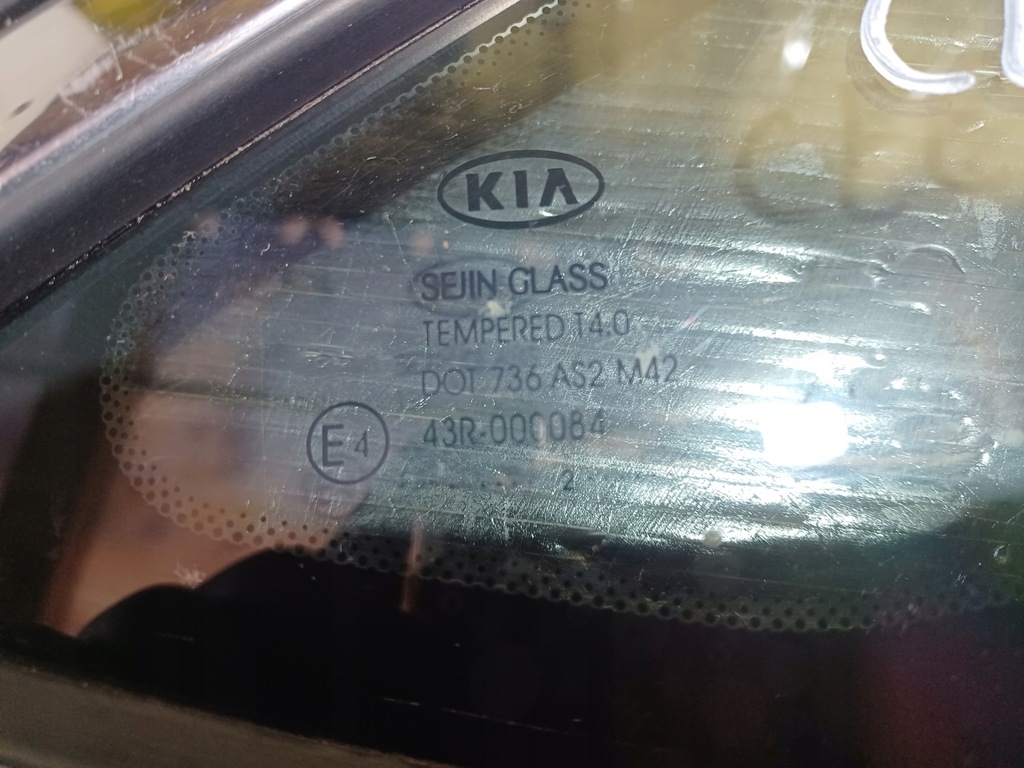 KIA
SEJIN GLASS
TEMPERED T4.0
DOT 736 AS2 M42
E4 43R-000084
2